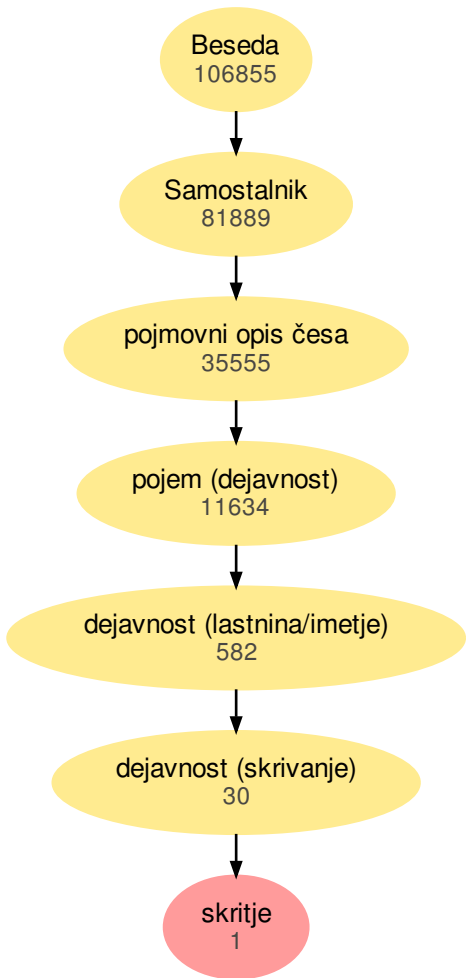 Beseda
106855
Samostalnik
81889
pojmovni opis česa
35555
pojem (dejavnost)
11634
dejavnost (lastnina/imetje)
582
dejavnost (skrivanje)
30
skritje
1